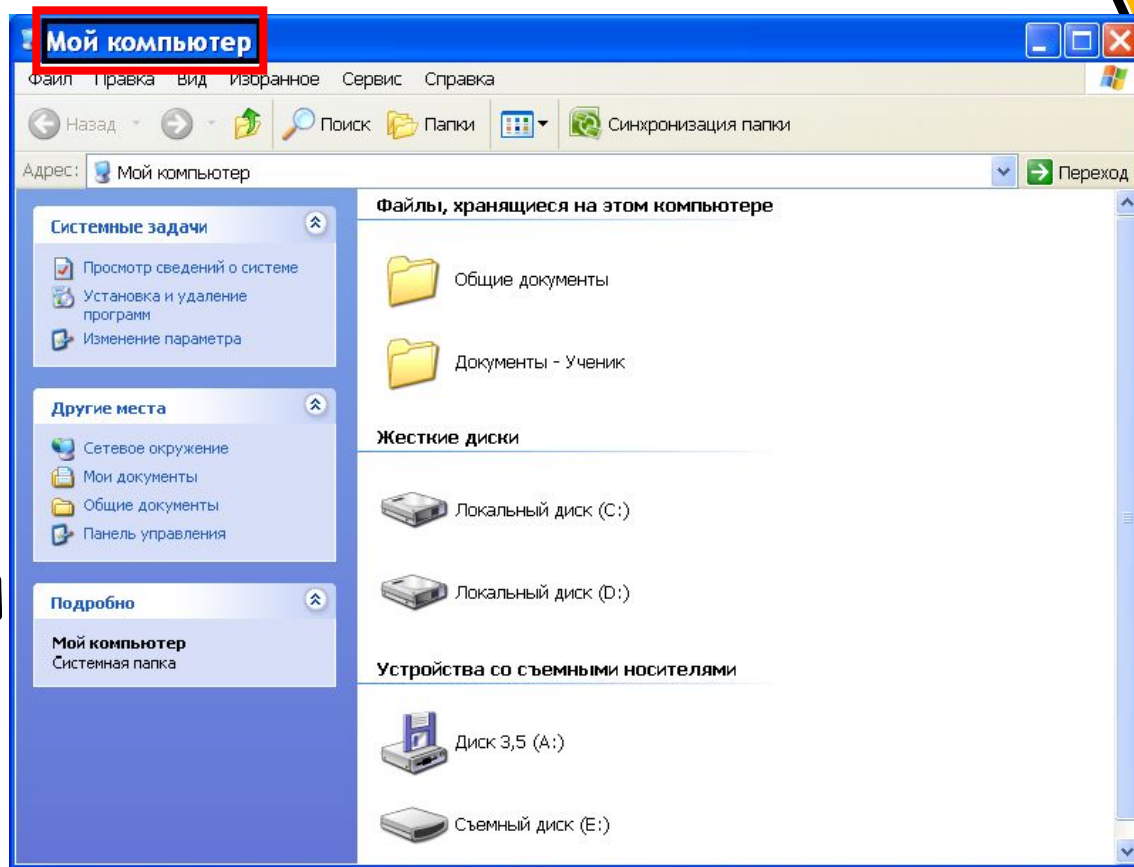 Мой компьютер
Файл Правка Вид Избранное Сервис Справка
Назад Поиск Папки Синхронизация папки
Адрес: Мой компьютер Переход
Системные задачи
Просмотр сведений о системе
Установка и удаление
программ
Изменение параметра
Другие места
Сетевое окружение
Мои документы
Общие документы
Панель управления
Подробно
Мой компьютер
Системная папка
Файлы, хранящиеся на этом компьютере
Общие документы
Документы - Ученик
Жесткие диски
Локальный диск (C:)
Локальный диск (D:)
Устройства со съемными носителями
Диск 3,5 (A:)
Съемный диск (E:)